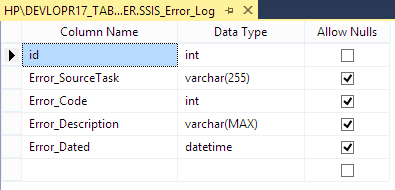 HP\DEVLOPR17_TAB...ER.SSIS_Error_Log
Column Name Data Type Allow Nulls
id int
Error_SourceTask varchar(255)
Error_Code int
Error_Description varchar(MAX)
Error_Dated datetime